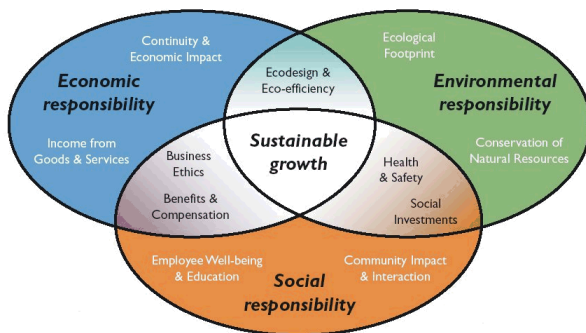 Continuity &
Economic Impact
Ecological
Footprint
Economic
responsibility
Ecodesign &
Eco-efficiency
Environmental
responsibility
Income from
Goods & Services
Sustainable
growth
Conservation of
Natural Resources
Business
Ethics
Health
& Safety
Benefits &
Compensation
Social
Investments
Employee Well-being
& Education
Community Impact
& Interaction
Social
responsibility